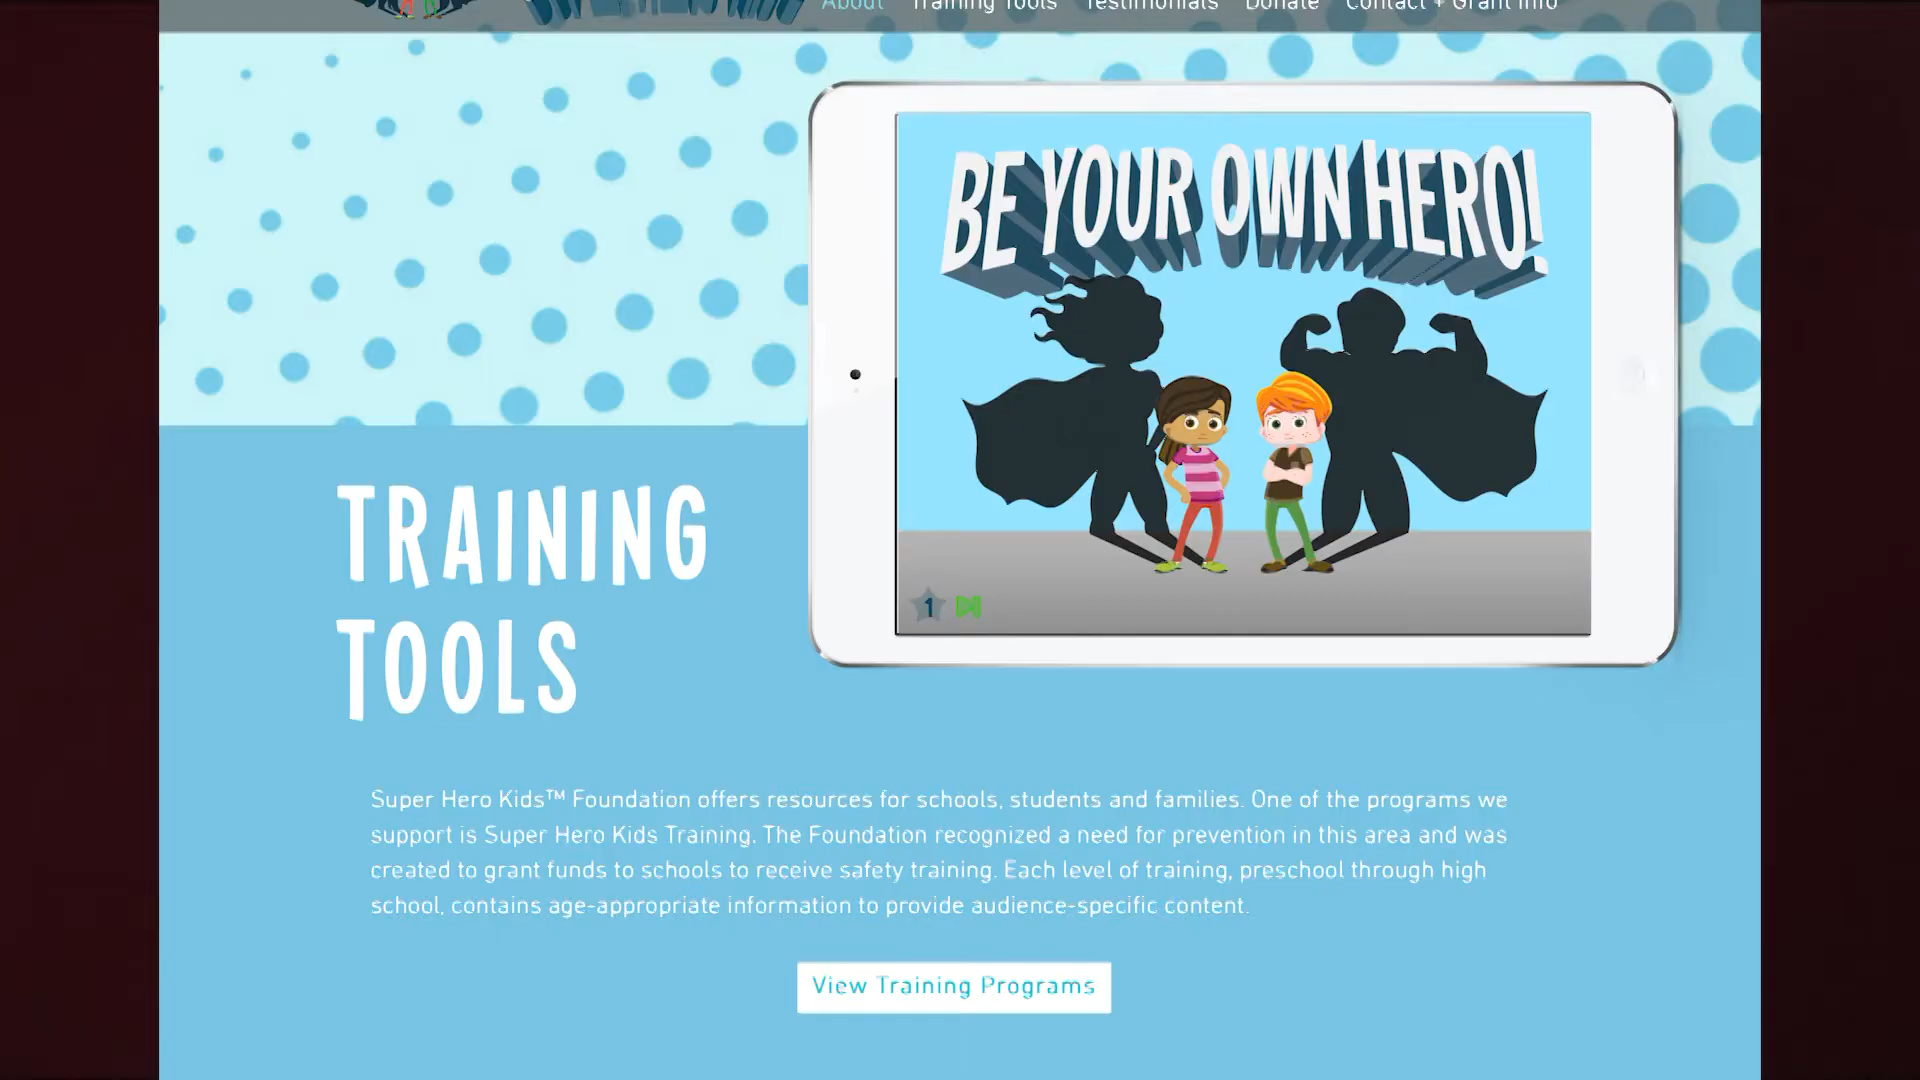 About Training Tools Testimonials Donate Contact + Grant Info
BE YOUR OWN HERO!
1
TRAINING
TOOLS
Super Hero Kids™ Foundation offers resources for schools, students and families. One of the programs we
support is Super Hero Kids Training. The Foundation recognized a need for prevention in this area and was
created to grant funds to schools to receive safety training. Each level of training, preschool through high
school, contains age-appropriate information to provide audience-specific content.
View Training Programs